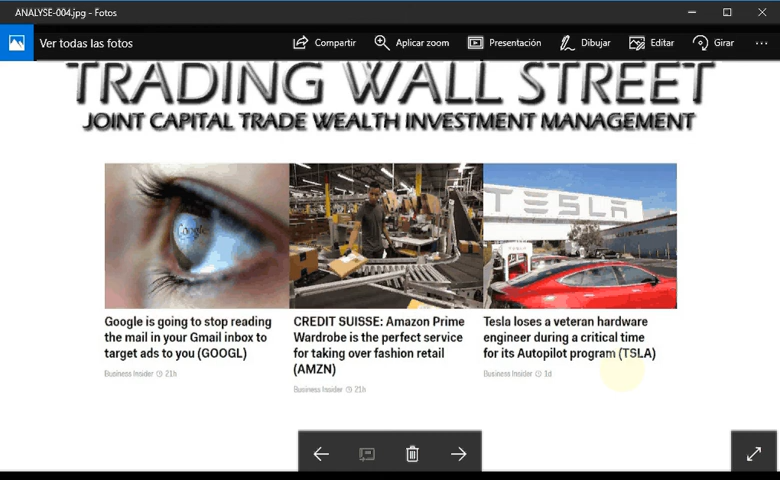 ANALYSE-004.jpg - Fotos
Ver todas las fotos
Compartir
Aplicar zoom
Presentación
Dibujar
Editar
Girar
TRADING WALL STREET
JOINT CAPITAL TRADE WEALTH INVESTMENT MANAGEMENT
Google
TESLA
Google is going to stop reading
the mail in your Gmail inbox to
target ads to you (GOOGL)
Business Insider 21h
CREDIT SUISSE: Amazon Prime
Wardrobe is the perfect service
for taking over fashion retail
(AMZN)
Business Insider 21h
Tesla loses a veteran hardware
engineer during a critical time
for its Autopilot program (TSLA)
Business Insider 1d